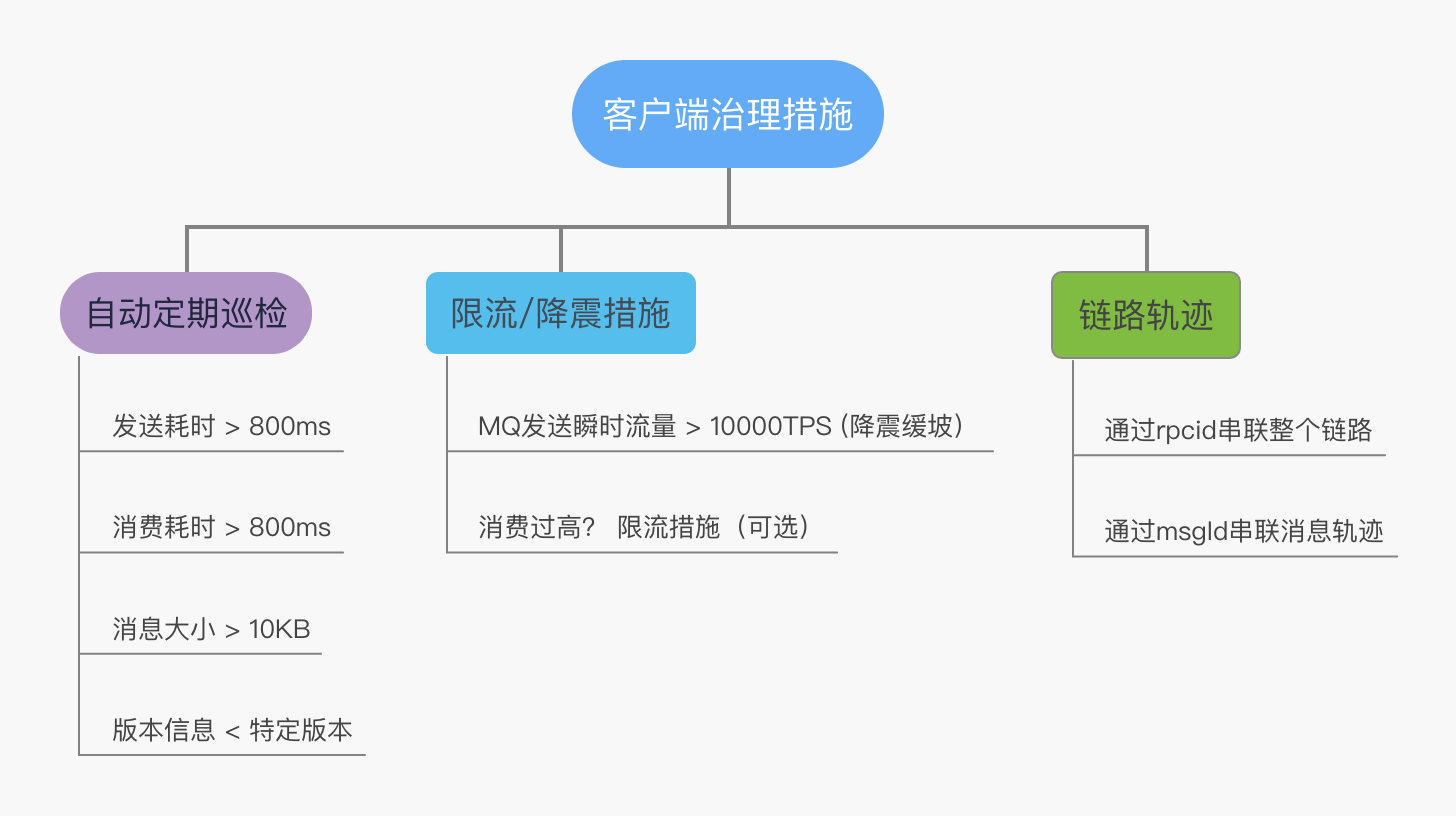 客户端治理措施
自动定期巡检
限流/降震措施
链路轨迹
发送耗时 > 800ms
消费耗时 > 800ms
消息大小 > 10KB
版本信息 < 特定版本
MQ发送瞬时流量 > 10000TPS (降震缓坡)
消费过高? 限流措施（可选）
通过rpcid串联整个链路
通过msgId串联消息轨迹